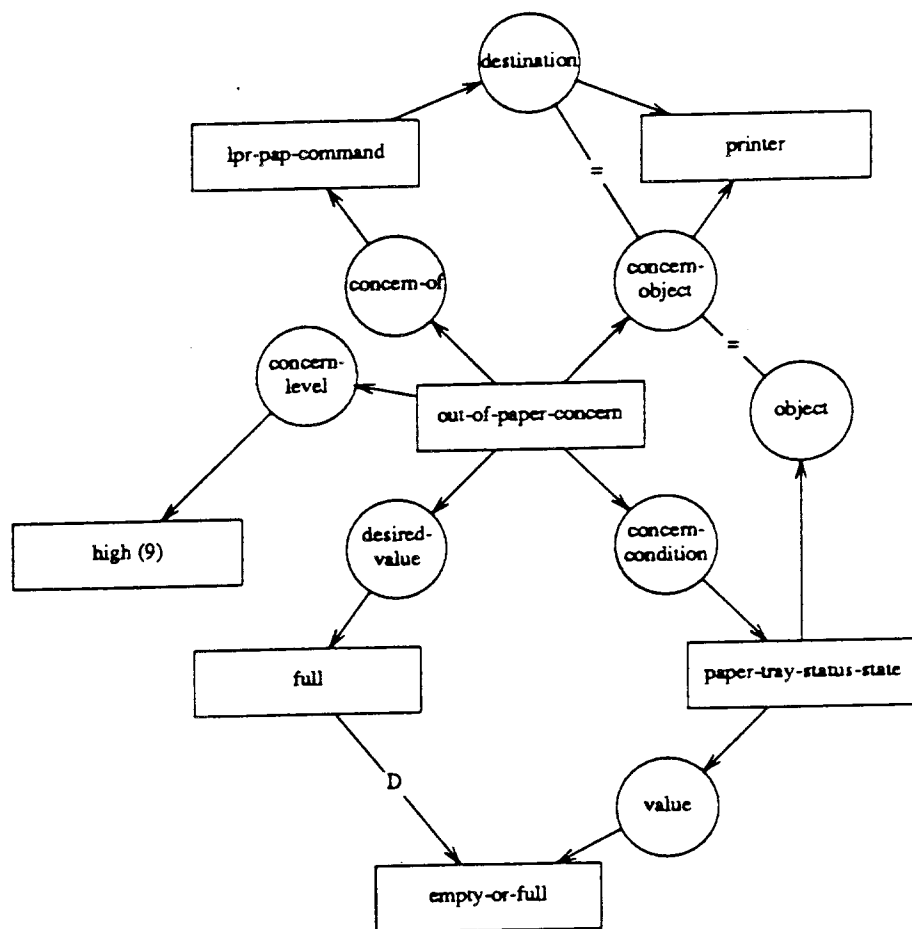 destination
lpr-pap-command
printer
=
concern-of
concern-
object
=
concern-
level
out-of-paper-concern
object
high (9)
desired-
value
concern-
condition
full
paper-tray-status-state
D
value
empty-or-full